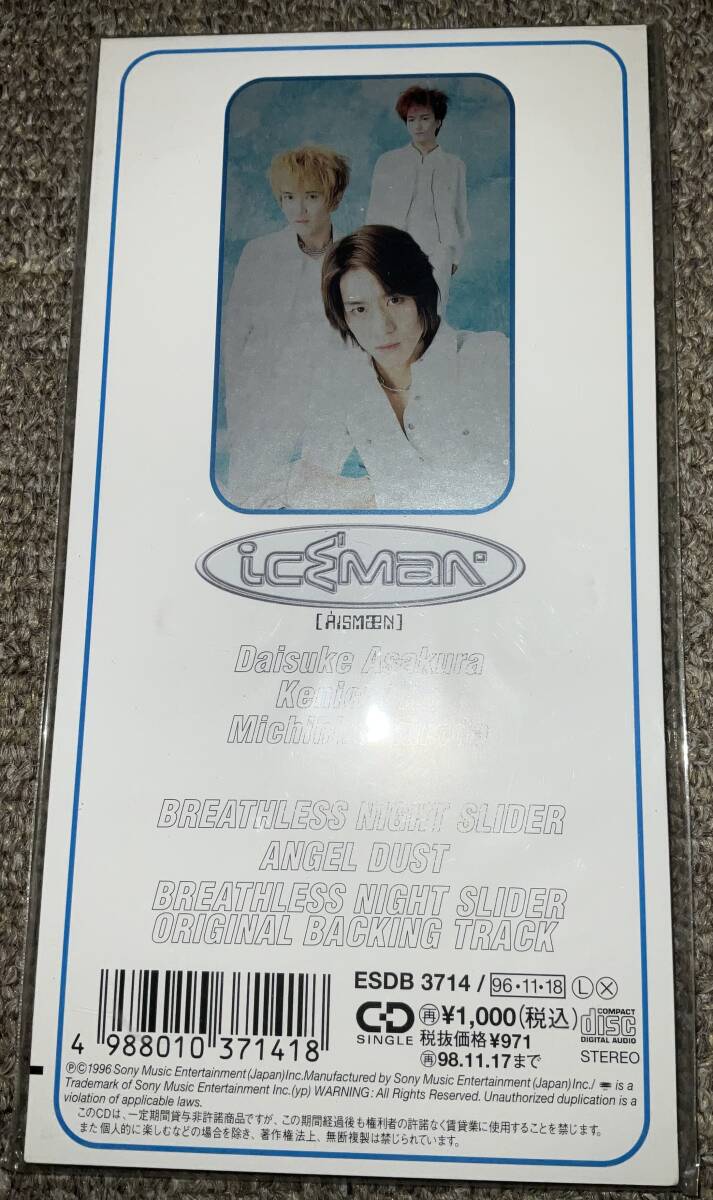 iceman
[AISMÆN]
Daisuke Asakura
BREATHLESS NIGHT SLIDER
ANGEL DUST
BREATHLESS NIGHT SLIDER
ORIGINAL BACKING TRACK
ESDB 3714 / 96・11・18 Ⓛ Ⓧ
CD SINGLE
再¥1,000(税込)
税抜価格¥971
再98.11.17まで
COMPACT disc DIGITAL AUDIO
STEREO
4 988010 371418
ⓅⒸ1996 Sony Music Entertainment (Japan) Inc. Manufactured by Sony Music Entertainment (Japan) Inc./ is a
Trademark of Sony Music Entertainment Inc.(yp) WARNING: All Rights Reserved. Unauthorized duplication is a
violation of applicable laws.
このCDは、一定期間貸与非許諾商品ですが、この期間経過後も権利者の許諾なく賃貸業に使用することを禁じます。
また個人的に楽しむなどの場合を除き、著作権法上、無断複製は禁じられています。